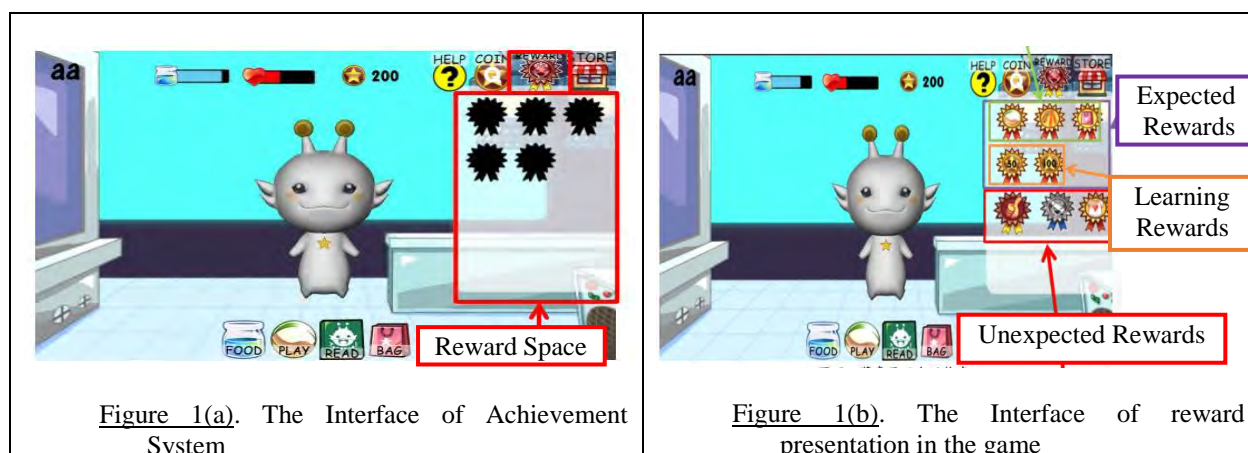 aa
200
HELP COIN REWARD STORE
FOOD PLAY READ BAG
Reward Space
Figure 1(a). The Interface of Achievement
System
aa
200
HELP COIN REWARD STORE
50 100
FOOD PLAY READ BAG
Expected
Rewards
Learning
Rewards
Unexpected Rewards
Figure 1(b). The Interface of reward
presentation in the game